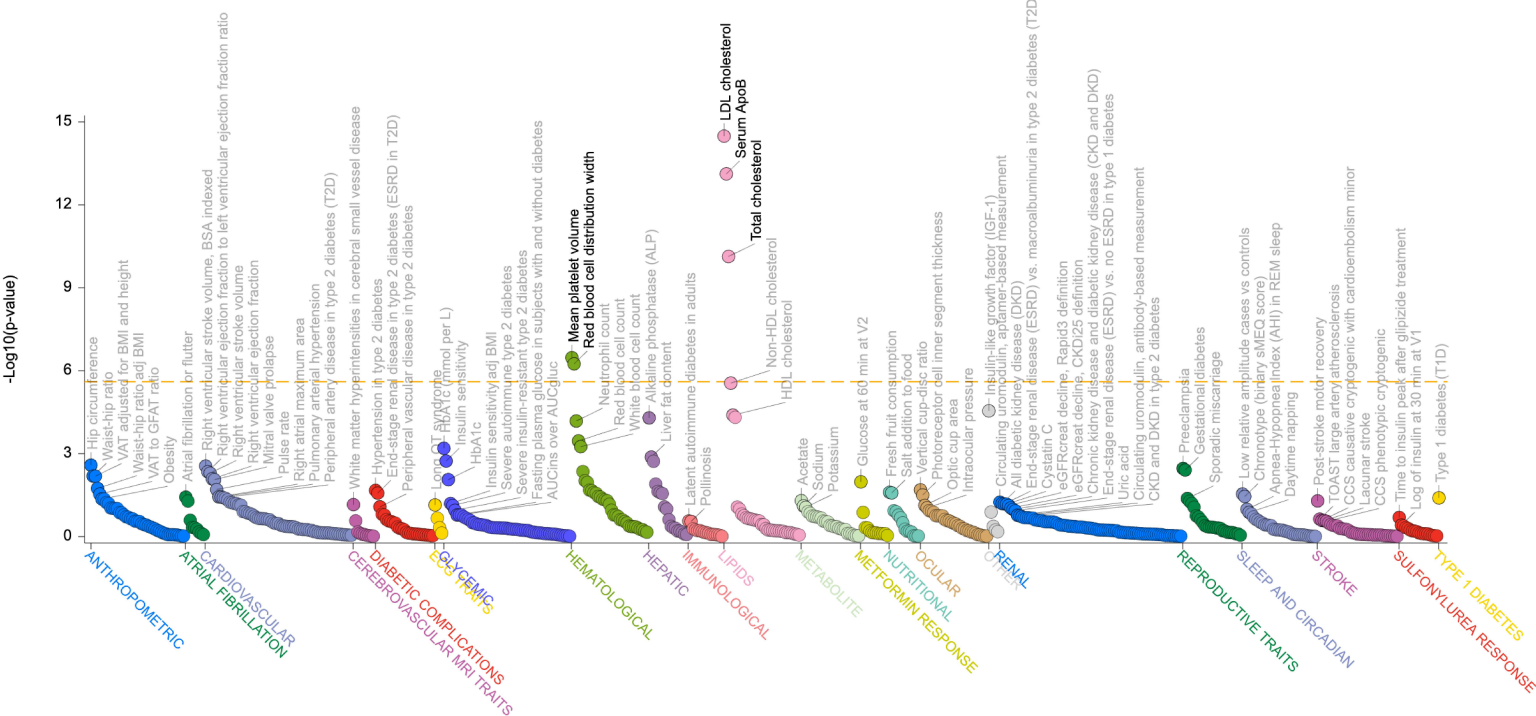 -Log10(p-value)
15
12
9
6
3
0
Hip circumference
Waist-hip ratio
VAT adjusted for BMI and height
Waist-hip ratio adj BMI
VAT to GFAT ratio
Obesity
Atrial fibrillation or flutter
Right ventricular stroke volume, BSA indexed
Right ventricular ejection fraction to left ventricular ejection fraction ratio
Right ventricular stroke volume
Right ventricular ejection fraction
Mitral valve prolapse
Pulse rate
Right atrial maximum area
Pulmonary arterial hypertension
Peripheral artery disease in type 2 diabetes (T2D)
White matter hyperintensities in cerebral small vessel disease
Hypertension in type 2 diabetes
End-stage renal disease in type 2 diabetes (ESRD in T2D)
Peripheral vascular disease in type 2 diabetes
Long QT syndrome
HbA1c (mmol per L)
Insulin sensitivity
HbA1c
Insulin sensitivity adj BMI
Severe autoimmune type 2 diabetes
Severe insulin-resistant type 2 diabetes
Fasting plasma glucose in subjects with and without diabetes
AUCins over AUCgluc
Mean platelet volume
Red blood cell distribution width
Neutrophil count
Red blood cell count
White blood cell count
Alkaline phosphatase (ALP)
Liver fat content
Latent autoimmune diabetes in adults
Pollinosis
LDL cholesterol
Serum ApoB
Total cholesterol
Non-HDL cholesterol
HDL cholesterol
Acetate
Sodium
Potassium
Glucose at 60 min at V2
Fresh fruit consumption
Salt addition to food
Vertical cup-disc ratio
Photoreceptor cell inner segment thickness
Optic cup area
Intraocular pressure
Insulin-like growth factor (IGF-1)
Circulating uromodulin, aptamer-based measurement
All diabetic kidney disease (DKD)
End-stage renal disease (ESRD) vs. macroalbuminuria in type 2 diabetes (T2D
Cystatin C
eGFRcreat decline, Rapid3 definition
eGFRcreat decline, CKDi25 definition
Chronic kidney disease and diabetic kidney disease (CKD and DKD)
End-stage renal disease (ESRD) vs. no ESRD in type 1 diabetes
Uric acid
Circulating uromodulin, antibody-based measurement
CKD and DKD in type 2 diabetes
Preeclampsia
Gestational diabetes
Sporadic miscarriage
Low relative amplitude cases vs controls
Chronotype (binary sMEQ score)
Apnea-Hypopnea Index (AHI) in REM sleep
Daytime napping
Post-stroke motor recovery
TOAST large artery atherosclerosis
CCS causative cryptogenic with cardioembolism minor
Lacunar stroke
CCS phenotypic cryptogenic
Time to insulin peak after glipizide treatment
Log of insulin at 30 min at V1
Type 1 diabetes (T1D)
ANTHROPOMETRIC
ATRIAL FIBRILLATION
CARDIOVASCULAR
CEREBROVASCULAR MRI TRAITS
DIABETIC COMPLICATIONS
ECG TRAITS
GLYCEMIC
HEMATOLOGICAL
HEPATIC
IMMUNOLOGICAL
LIPIDS
METABOLITE
METFORMIN RESPONSE
NUTRITIONAL
OCULAR
OTHER
RENAL
REPRODUCTIVE TRAITS
SLEEP AND CIRCADIAN
STROKE
SULFONYLUREA RESPONSE
TYPE 1 DIABETES